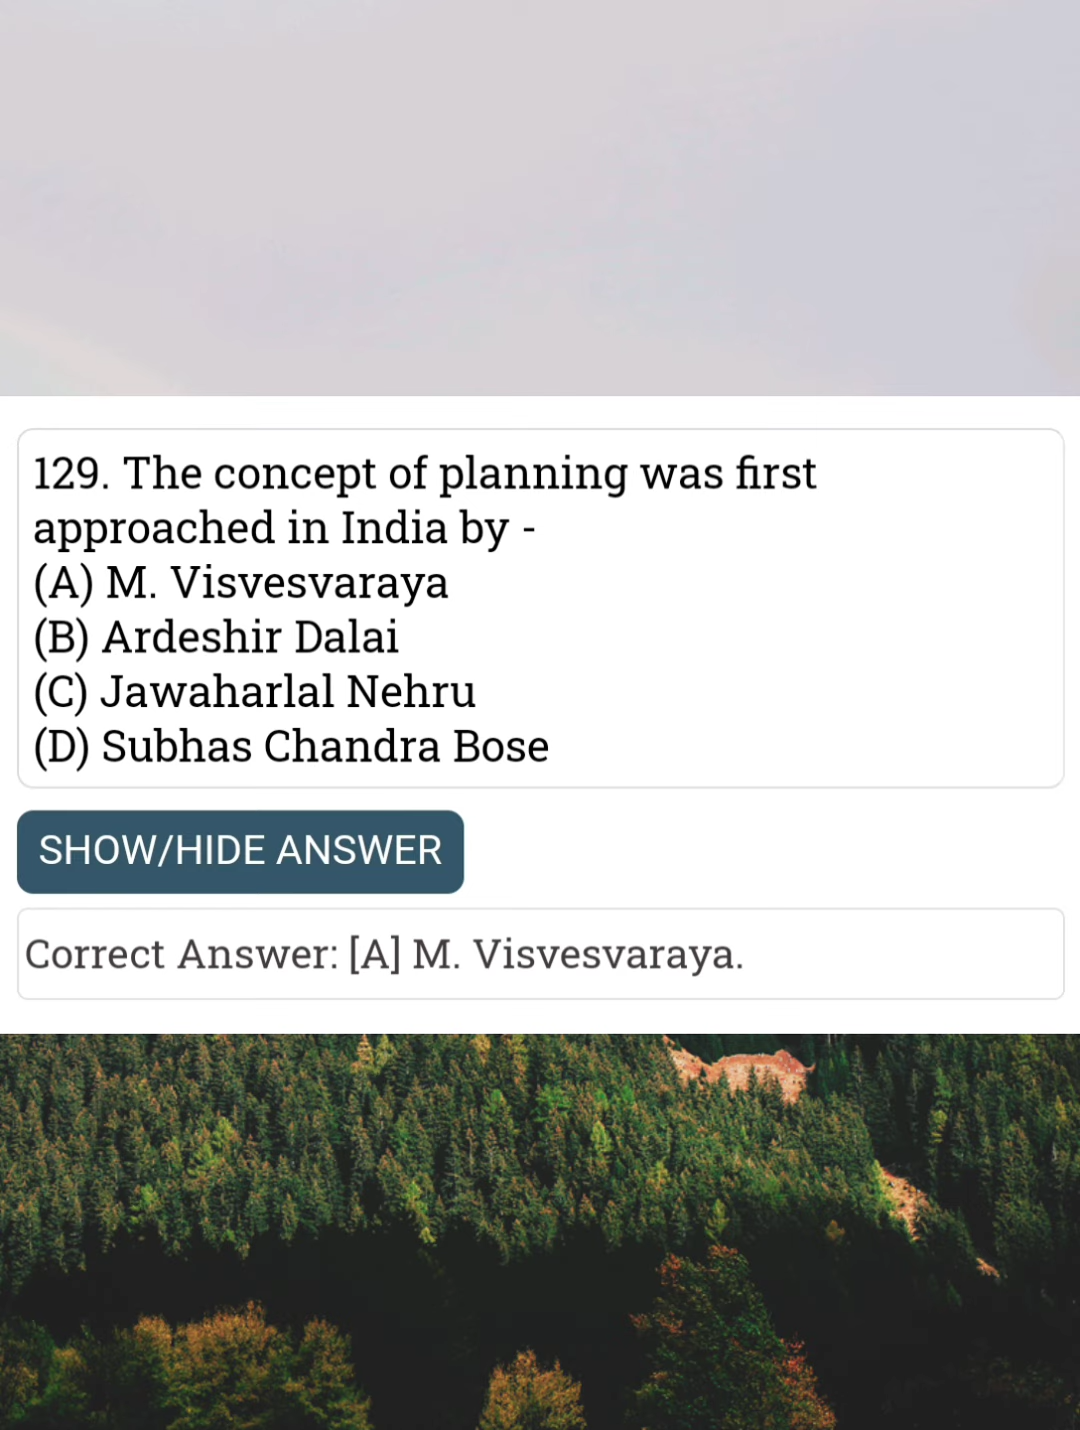 129. The concept of planning was first
approached in India by -
(A) M. Visvesvaraya
(B) Ardeshir Dalai
(C) Jawaharlal Nehru
(D) Subhas Chandra Bose
SHOW/HIDE ANSWER
Correct Answer: [A] M. Visvesvaraya.